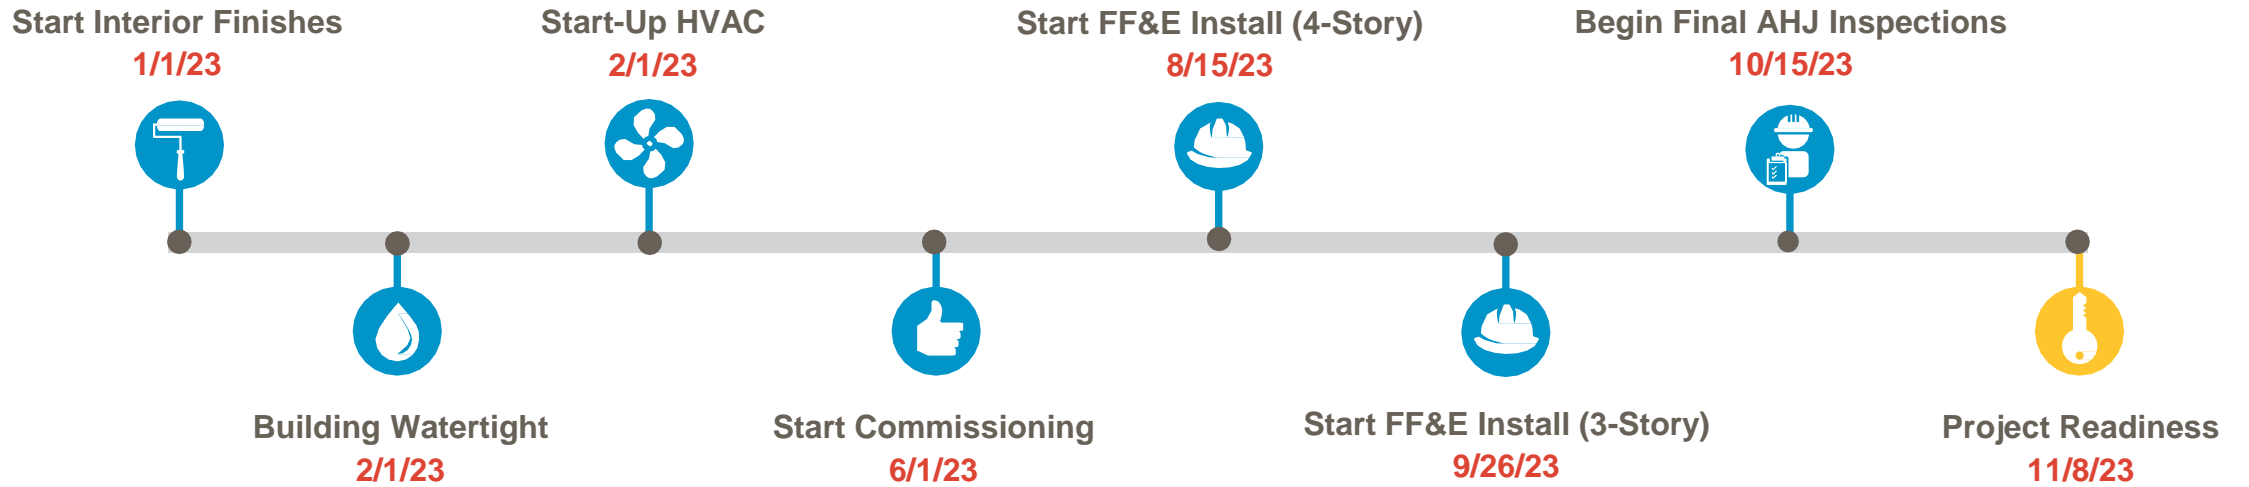 Start Interior Finishes
1/1/23
Start-Up HVAC
2/1/23
Start FF&E Install (4-Story)
8/15/23
Begin Final AHJ Inspections
10/15/23
Building Watertight
2/1/23
Start Commissioning
6/1/23
Start FF&E Install (3-Story)
9/26/23
Project Readiness
11/8/23